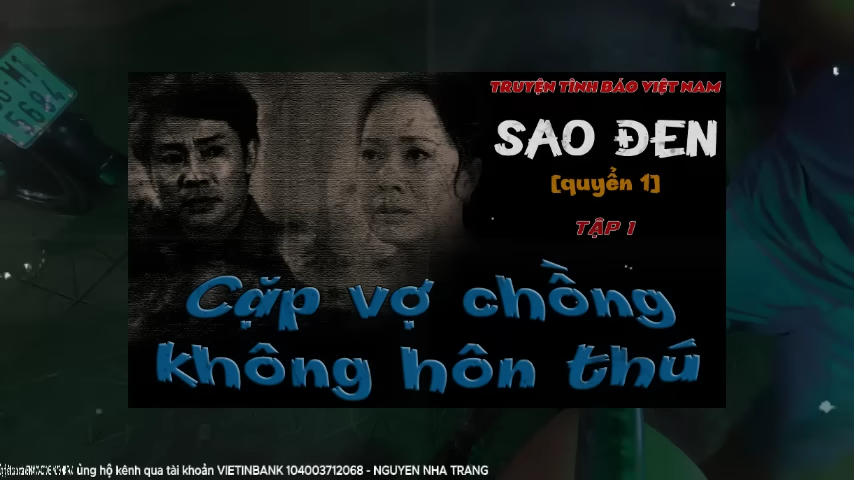 TRUYỆN TÌNH BÁO VIỆT NAM
SAO ĐEN
[quyển 1]
TẬP 1
Cặp vợ chồng
không hôn thú
ủng hộ kênh qua tài khoản VIETINBANK 104003712068 - NGUYEN NHA TRANG